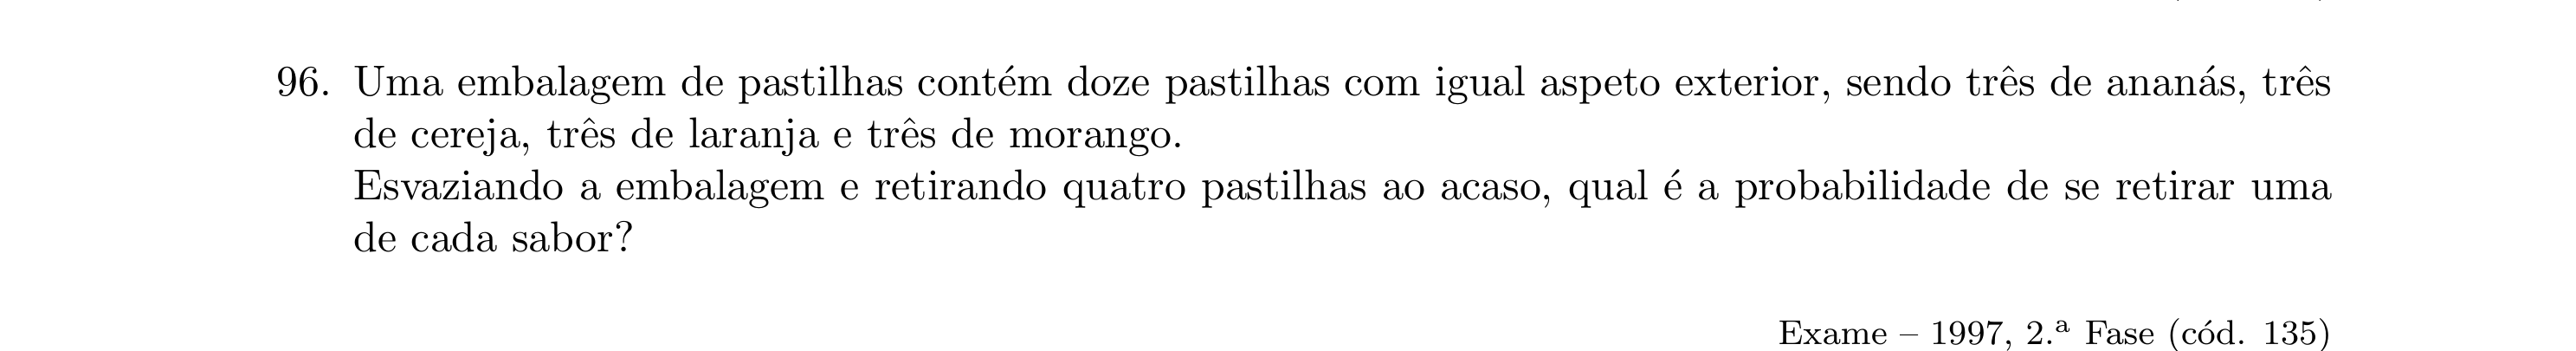 96. Uma embalagem de pastilhas contém doze pastilhas com igual aspeto exterior, sendo três de ananás, três
de cereja, três de laranja e três de morango.
Esvaziando a embalagem e retirando quatro pastilhas ao acaso, qual é a probabilidade de se retirar uma
de cada sabor?
Exame – 1997, 2.ª Fase (cód. 135)